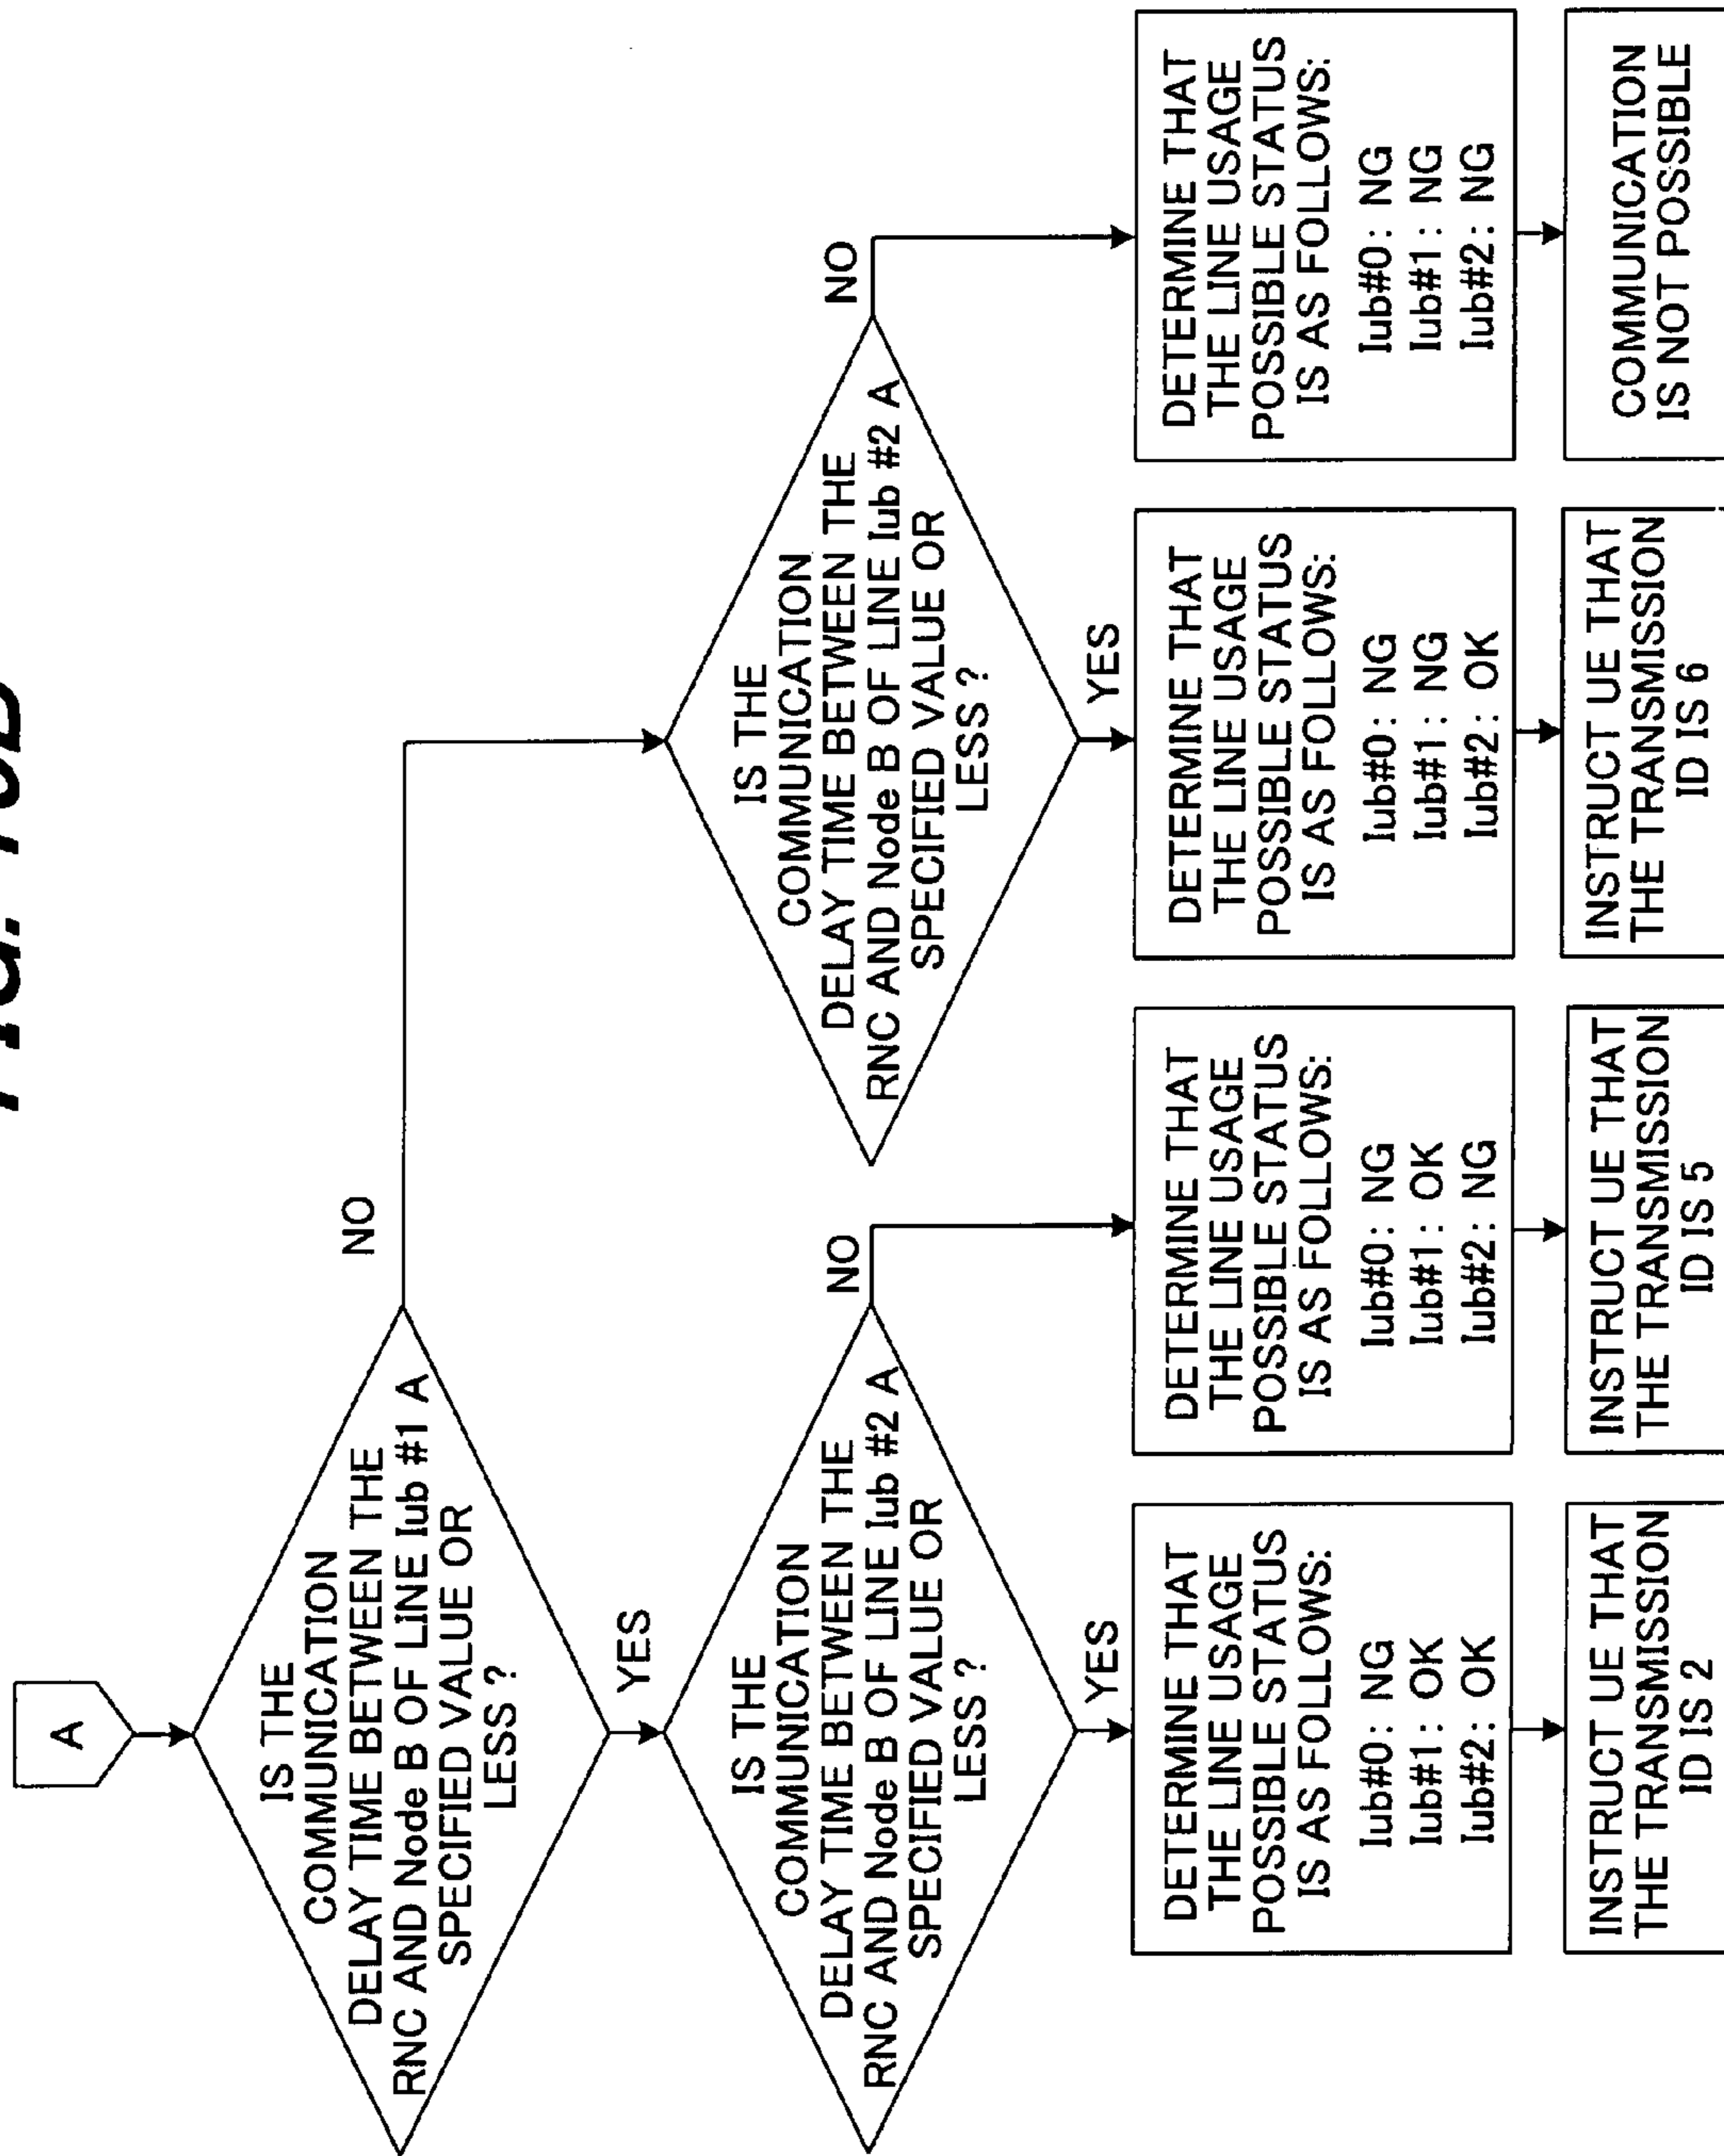 A
IS THE
COMMUNICATION
DELAY TIME BETWEEN THE
RNC AND Node B OF LINE Iub #1 A
SPECIFIED VALUE OR
LESS ?
NO
YES
IS THE
COMMUNICATION
DELAY TIME BETWEEN THE
RNC AND Node B OF LINE Iub #2 A
SPECIFIED VALUE OR
LESS ?
NO
YES
IS THE
COMMUNICATION
DELAY TIME BETWEEN THE
RNC AND Node B OF LINE Iub #2 A
SPECIFIED VALUE OR
LESS ?
NO
YES
DETERMINE THAT
THE LINE USAGE
POSSIBLE STATUS
IS AS FOLLOWS:
Iub#0: NG
Iub#1: OK
Iub#2: OK
DETERMINE THAT
THE LINE USAGE
POSSIBLE STATUS
IS AS FOLLOWS:
Iub#0: NG
Iub#1: OK
Iub#2: NG
DETERMINE THAT
THE LINE USAGE
POSSIBLE STATUS
IS AS FOLLOWS:
Iub#0: NG
Iub#1: NG
Iub#2: OK
DETERMINE THAT
THE LINE USAGE
POSSIBLE STATUS
IS AS FOLLOWS:
Iub#0: NG
Iub#1: NG
Iub#2: NG
INSTRUCT UE THAT
THE TRANSMISSION
ID IS 2
INSTRUCT UE THAT
THE TRANSMISSION
ID IS 5
INSTRUCT UE THAT
THE TRANSMISSION
ID IS 6
COMMUNICATION
IS NOT POSSIBLE